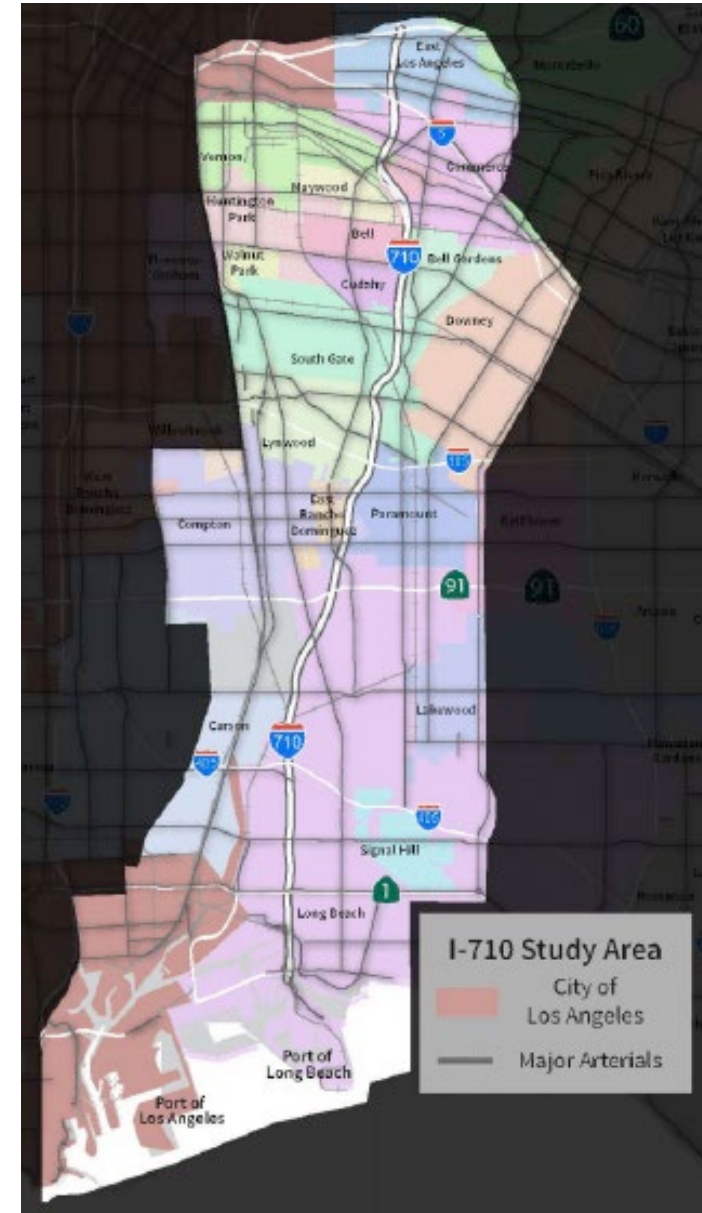 60
East
Los Angeles
Montebello
5
Commerce
Vernon
Pico Rivera
Maywood
Huntington
Park
Bell
710
Bell Gardens
Walnut
Park
Cudahy
Downey
South Gate
Lynwood
Willowbrook
105
East
Rancho
Dominguez
Compton
Paramount
Bellflower
91
91
Lakewood
Carson
710
405
405
Signal Hill
1
Long Beach
I-710 Study Area
City of
Los Angeles
Major Arterials
Port of
Long Beach
Port of
Los Angeles